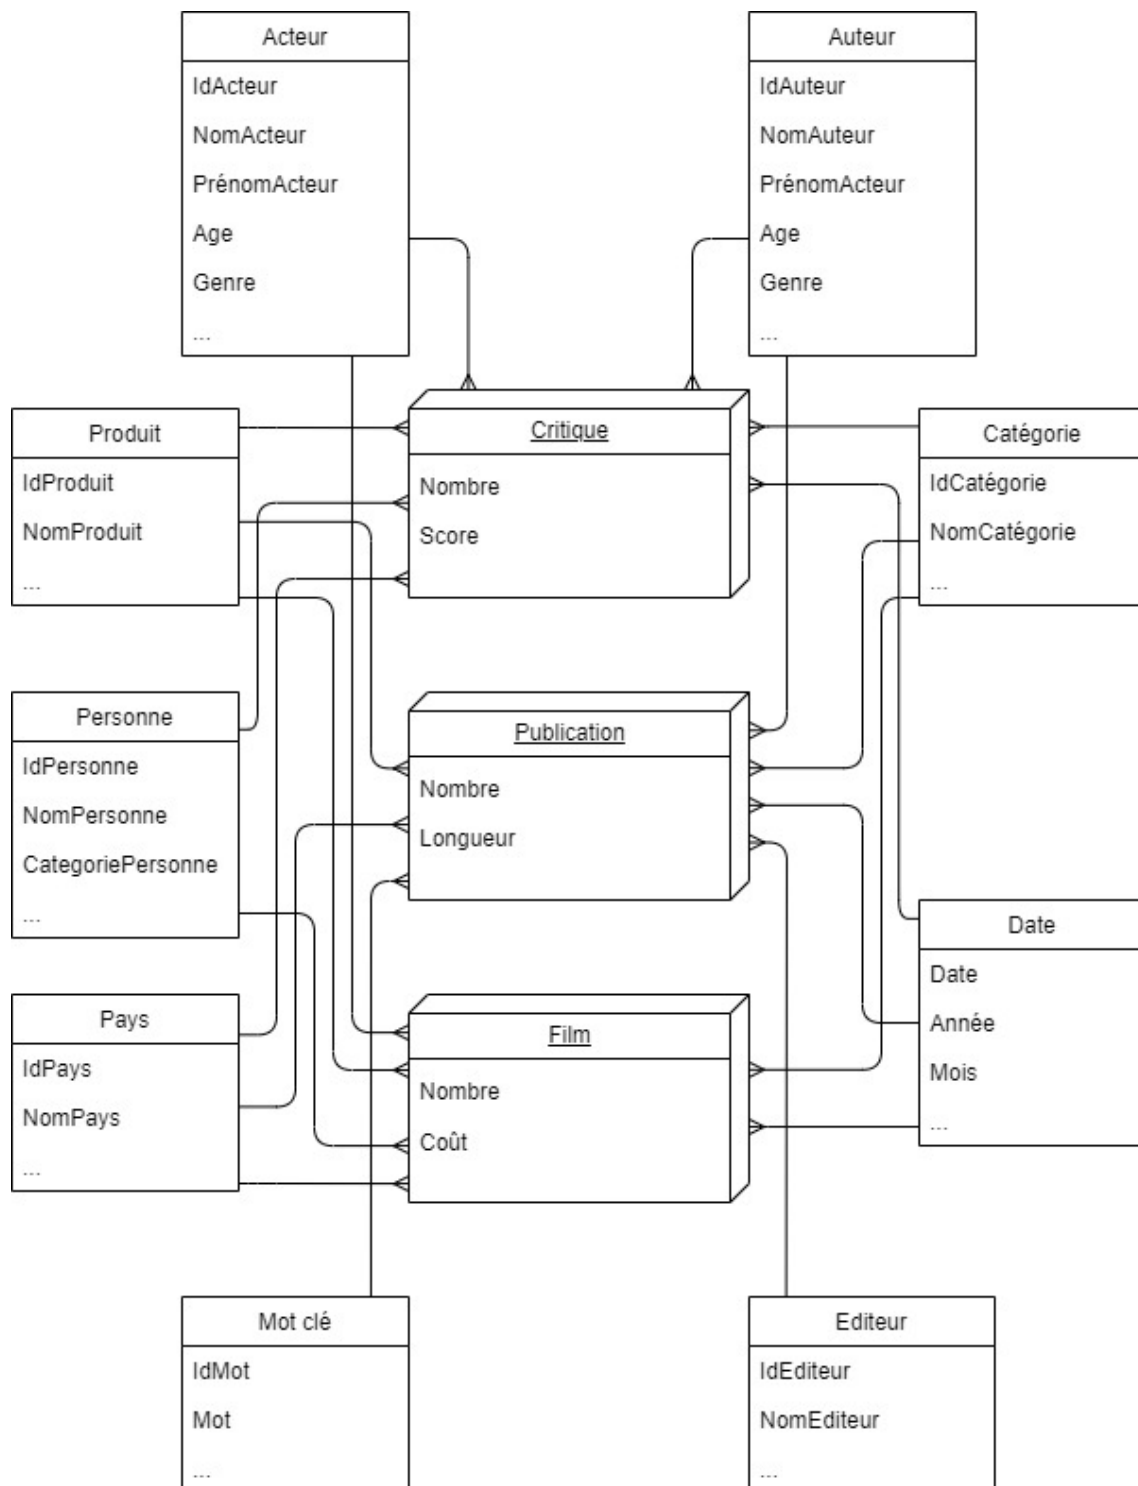 Acteur
IdActeur
NomActeur
PrénomActeur
Age
Genre
...
Auteur
IdAuteur
NomAuteur
PrénomActeur
Age
Genre
...
Produit
IdProduit
NomProduit
...
Critique
Nombre
Score
Catégorie
IdCatégorie
NomCatégorie
...
Personne
IdPersonne
NomPersonne
CategoriePersonne
...
Publication
Nombre
Longueur
Date
Date
Année
Mois
...
Pays
IdPays
NomPays
...
Film
Nombre
Coût
Mot clé
IdMot
Mot
...
Editeur
IdEditeur
NomEditeur
...